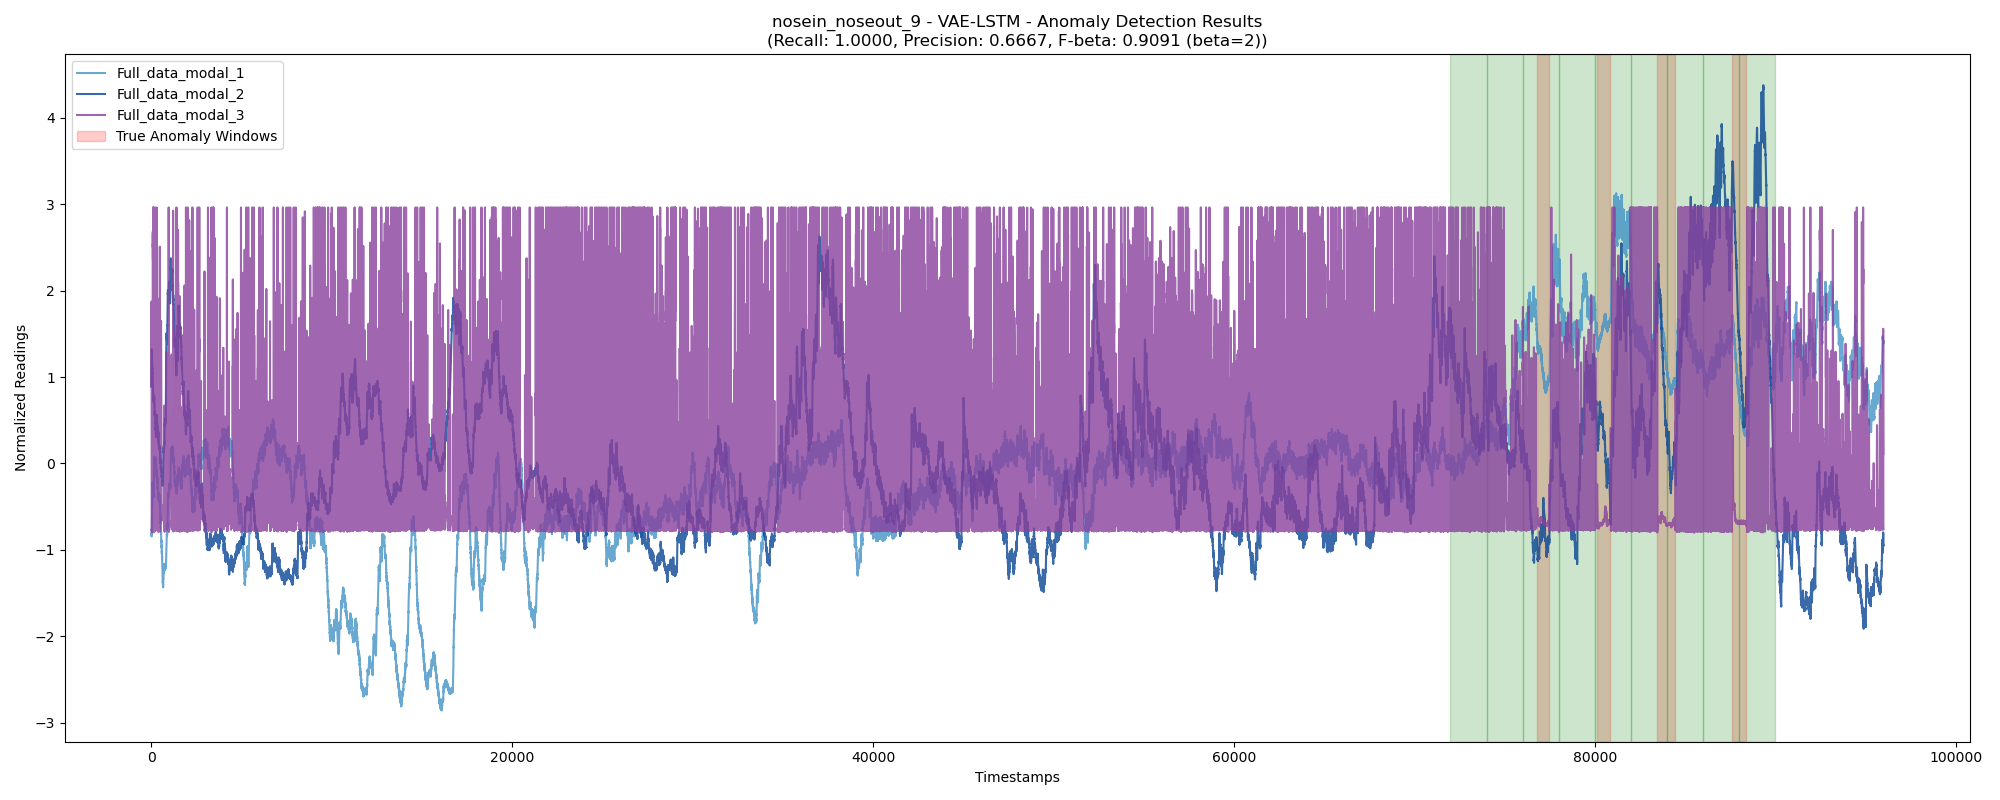 nosein_noseout_9 - VAE-LSTM - Anomaly Detection Results
(Recall: 1.0000, Precision: 0.6667, F-beta: 0.9091 (beta=2))
Full_data_modal_1
Full_data_modal_2
Full_data_modal_3
True Anomaly Windows
Normalized Readings
4
3
2
1
0
−1
−2
−3
0
20000
40000
60000
80000
100000
Timestamps